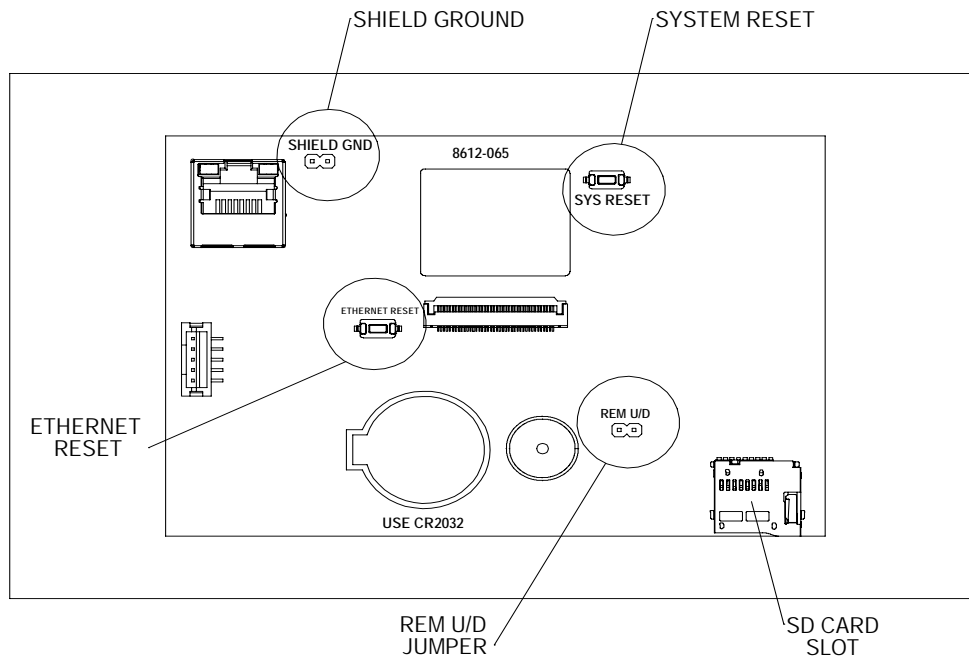 SHIELD GROUND
SYSTEM RESET
SHIELD GND
8612-065
SYS RESET
ETHERNET RESET
ETHERNET
RESET
REM U/D
USE CR2032
REM U/D
JUMPER
SD CARD
SLOT